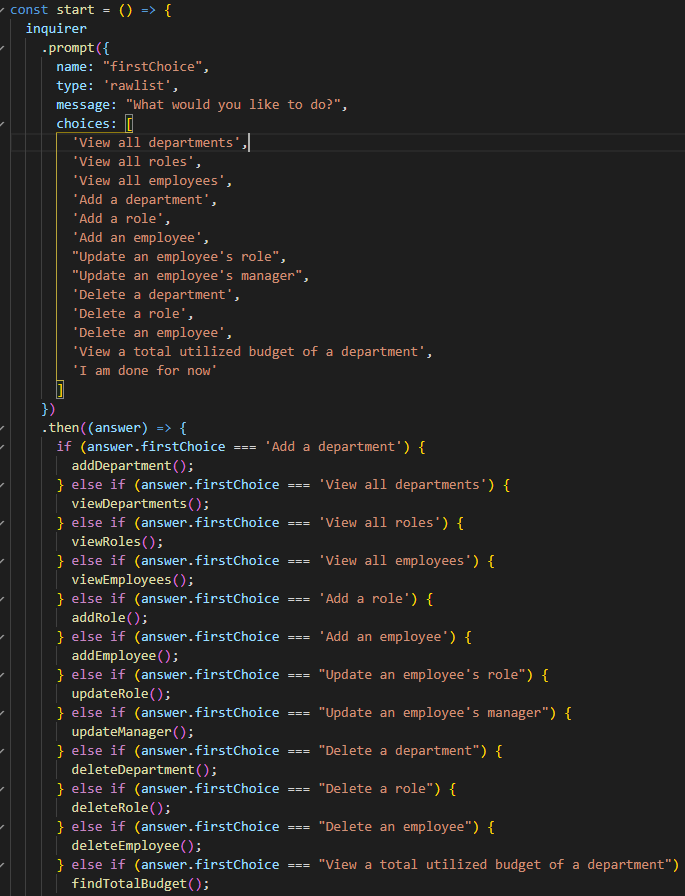 const start = () => {
inquirer
.prompt({
name: "firstChoice",
type: 'rawlist',
message: "What would you like to do?",
choices: [
'View all departments',
'View all roles',
'View all employees',
'Add a department',
'Add a role',
'Add an employee',
"Update an employee's role",
"Update an employee's manager",
'Delete a department',
'Delete a role',
'Delete an employee',
'View a total utilized budget of a department',
'I am done for now'
]
})
.then((answer) => {
if (answer.firstChoice === 'Add a department') {
addDepartment();
} else if (answer.firstChoice === 'View all departments') {
viewDepartments();
} else if (answer.firstChoice === 'View all roles') {
viewRoles();
} else if (answer.firstChoice === 'View all employees') {
viewEmployees();
} else if (answer.firstChoice === 'Add a role') {
addRole();
} else if (answer.firstChoice === 'Add an employee') {
addEmployee();
} else if (answer.firstChoice === "Update an employee's role") {
updateRole();
} else if (answer.firstChoice === "Update an employee's manager") {
updateManager();
} else if (answer.firstChoice === "Delete a department") {
deleteDepartment();
} else if (answer.firstChoice === "Delete a role") {
deleteRole();
} else if (answer.firstChoice === "Delete an employee") {
deleteEmployee();
} else if (answer.firstChoice === "View a total utilized budget of a department")
findTotalBudget();